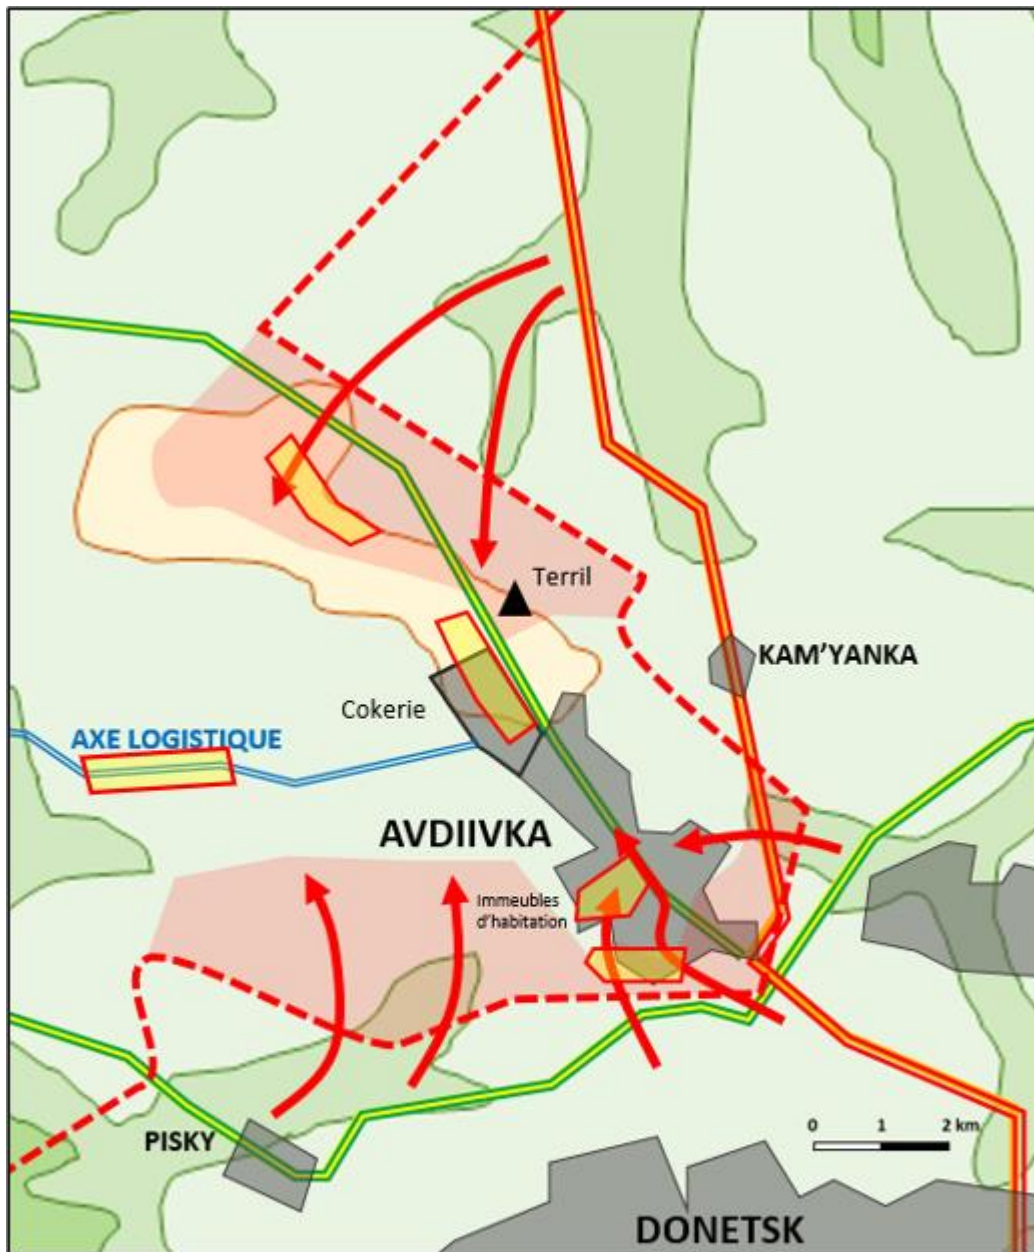 Terril
KAM'YANKA
Cokerie
AXE LOGISTIQUE
AVDIIVKA
Immeubles
d'habitation
PISKY
0 1 2 km
DONETSK